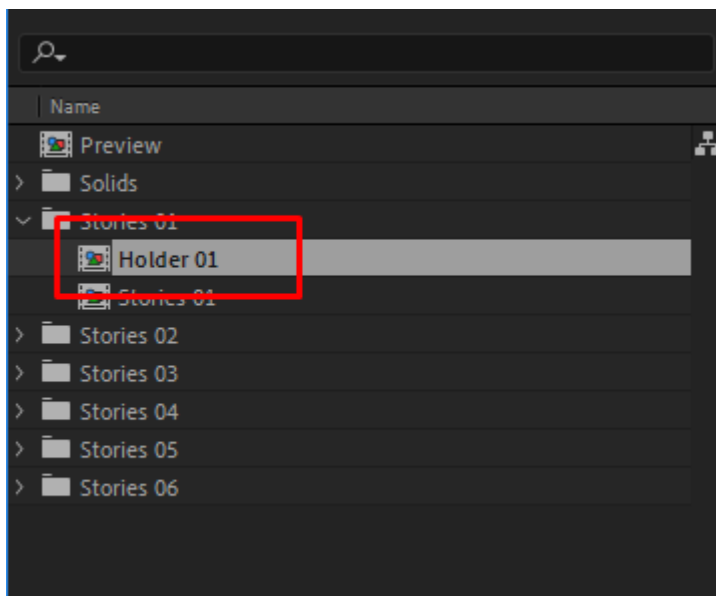 Name
Preview
Solids
Stories 01
Holder 01
Stories 01
Stories 02
Stories 03
Stories 04
Stories 05
Stories 06